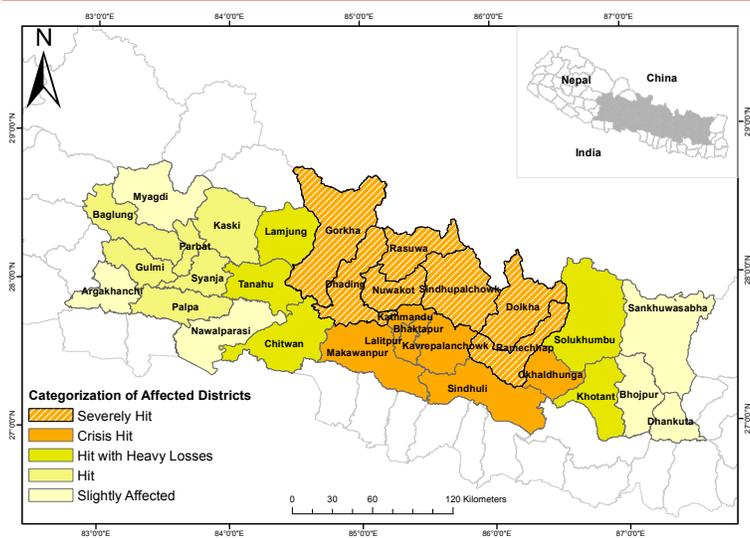 83°0'0"E 84°0'0"E 85°0'0"E 86°0'0"E 87°0'0"E
N
Nepal
China
India
29°0'0"N
29°0'0"N
Myagdi
Baglung
Kaski
Lamjung
Gorkha
Parbat
Rasuwa
Gulmi
Syanja
Tanahu
Dhading
Nuwakot
Sindhupalchowk
Dolkha
28°0'0"N
28°0'0"N
Argakhanchi
Palpa
Sankhuwasabha
Nawalparasi
Chitwan
Kathmandu
Bhaktapur
Lalitpur
Kavrepalanchowk
Makawanpur
Ramechhap
Solukhumbu
Okhaldhunga
Sindhuli
Khotant
Bhojpur
Dhankuta
27°0'0"N
27°0'0"N
Categorization of Affected Districts
Severely Hit
Crisis Hit
Hit with Heavy Losses
Hit
Slightly Affected
0 30 60 120 Kilometers
83°0'0"E 84°0'0"E 85°0'0"E 86°0'0"E 87°0'0"E